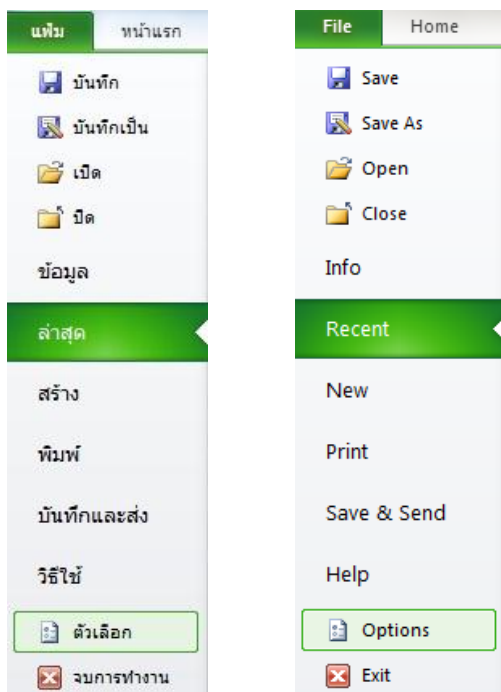 แฟ้ม หน้าแรก
บันทึก
บันทึกเป็น
เปิด
ปิด
ข้อมูล
ล่าสุด
สร้าง
พิมพ์
บันทึกและส่ง
วิธีใช้
ตัวเลือก
จบการทำงาน
File Home
Save
Save As
Open
Close
Info
Recent
New
Print
Save & Send
Help
Options
Exit